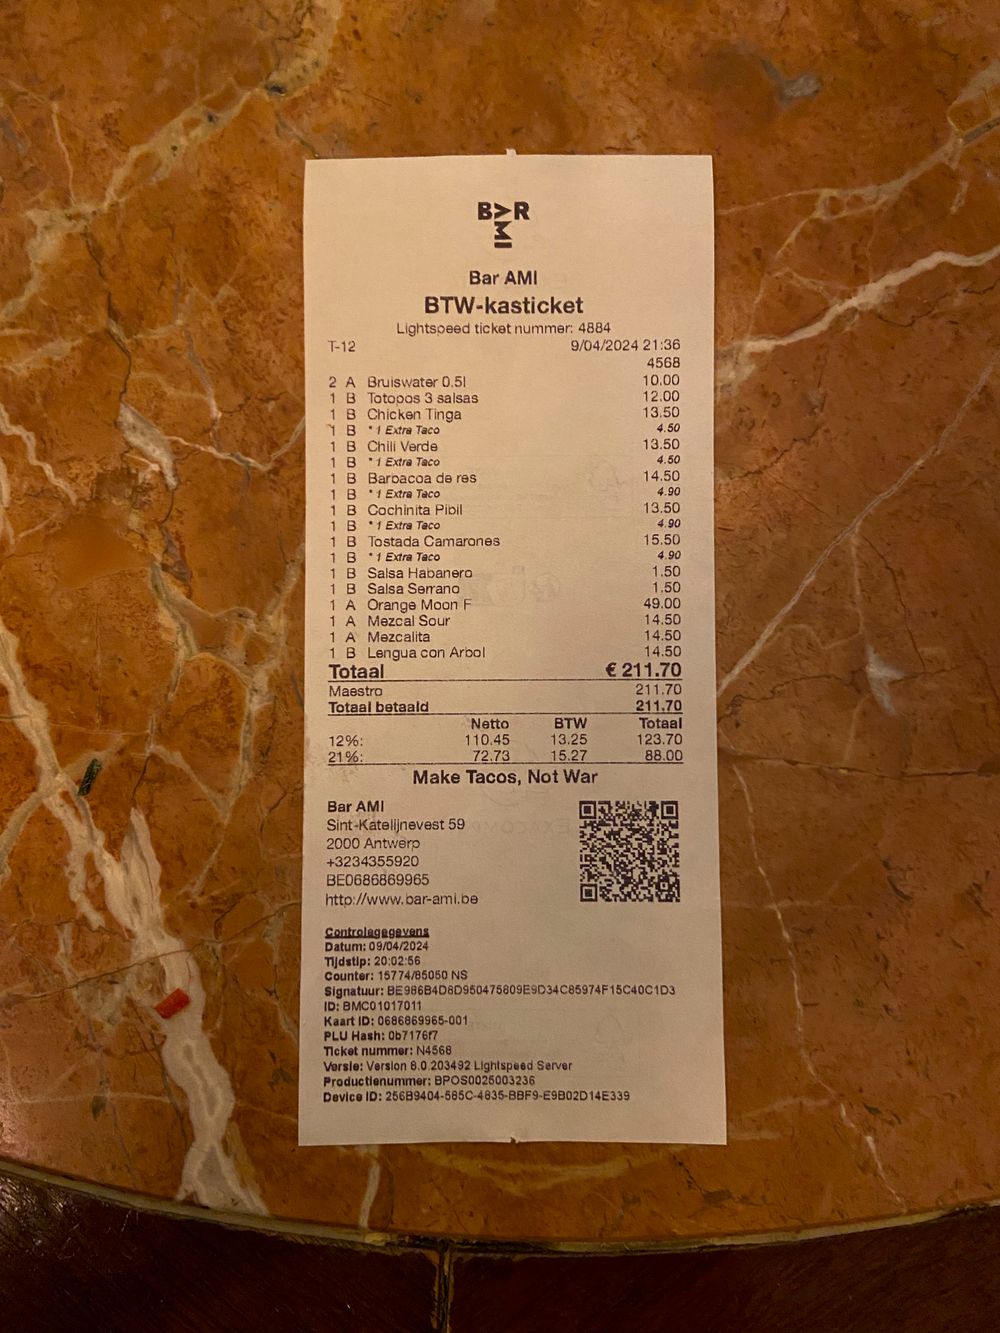 BAR
AMI
Bar AMI
BTW-kasticket
Lightspeed ticket nummer: 4884
T-12 9/04/2024 21:36
4568
2 A Bruiswater 0.5l 10.00
1 B Totopos 3 salsas 12.00
1 B Chicken Tinga 13.50
1 B * 1 Extra Taco 4.50
1 B Chili Verde 13.50
1 B * 1 Extra Taco 4.50
1 B Barbacoa de res 14.50
1 B * 1 Extra Taco 4.90
1 B Cochinita Pibil 13.50
1 B * 1 Extra Taco 4.90
1 B Tostada Camarones 15.50
1 B * 1 Extra Taco 4.90
1 B Salsa Habanero 1.50
1 B Salsa Serrano 1.50
1 A Orange Moon F 49.00
1 A Mezcal Sour 14.50
1 A Mezcalita 14.50
1 B Lengua con Arbol 14.50
Totaal € 211.70
Maestro 211.70
Totaal betaald 211.70
Netto BTW Totaal
12%: 110.45 13.25 123.70
21%: 72.73 15.27 88.00
Make Tacos, Not War
Bar AMI
Sint-Katelijnevest 59
2000 Antwerp
+3234355920
BE0686869965
http://www.bar-ami.be
Controlegegevens
Datum: 09/04/2024
Tijdstip: 20:02:56
Counter: 15774/85050 NS
Signatuur: BE986B4D8D950475809E9D34C85974F15C40C1D3
ID: BMC01017011
Kaart ID: 0686869965-001
PLU Hash: 0b7176f7
Ticket nummer: N4568
Versie: Version 8.0.203492 Lightspeed Server
Productienummer: BPOS0025003236
Device ID: 256B9404-585C-4835-BBF9-E9B02D14E339